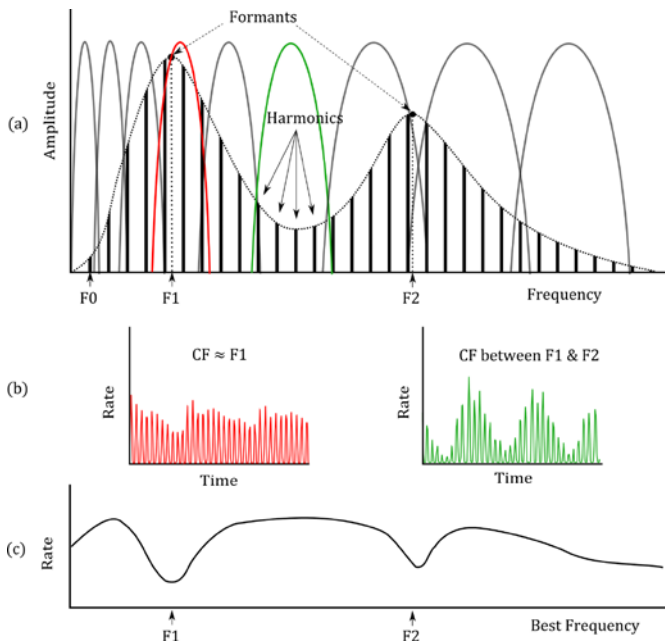 Formants
(a)
Amplitude
Harmonics
F0
F1
F2
Frequency
(b)
CF ≈ F1
CF between F1 & F2
Rate
Rate
Time
Time
(c)
Rate
F1
F2
Best Frequency